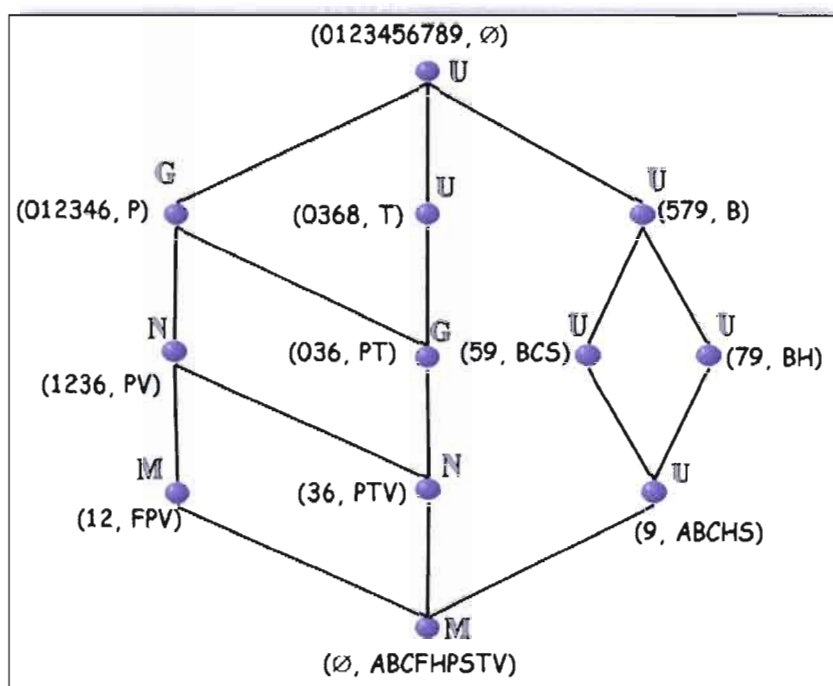 (0123456789, ∅)
U
G
U
U
(012346, P)
(0368, T)
(579, B)
N
G
U
U
(1236, PV)
(036, PT)
(59, BCS)
(79, BH)
M
N
U
(12, FPV)
(36, PTV)
(9, ABCHS)
M
(∅, ABCFHPSTV)